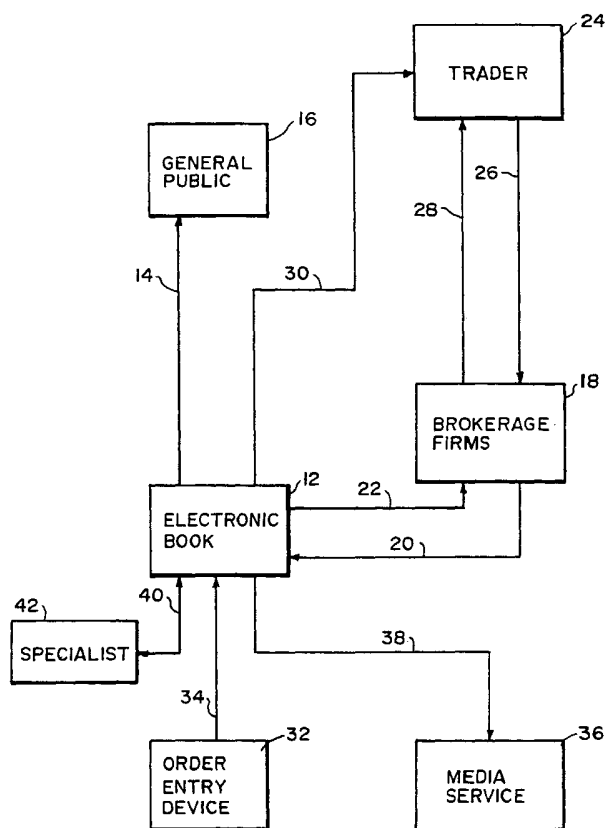 24
TRADER
16
GENERAL
PUBLIC
26
28
14
30
18
BROKERAGE
FIRMS
12
22
ELECTRONIC
BOOK
20
40
42
SPECIALIST
38
34
32
ORDER
ENTRY
DEVICE
36
MEDIA
SERVICE